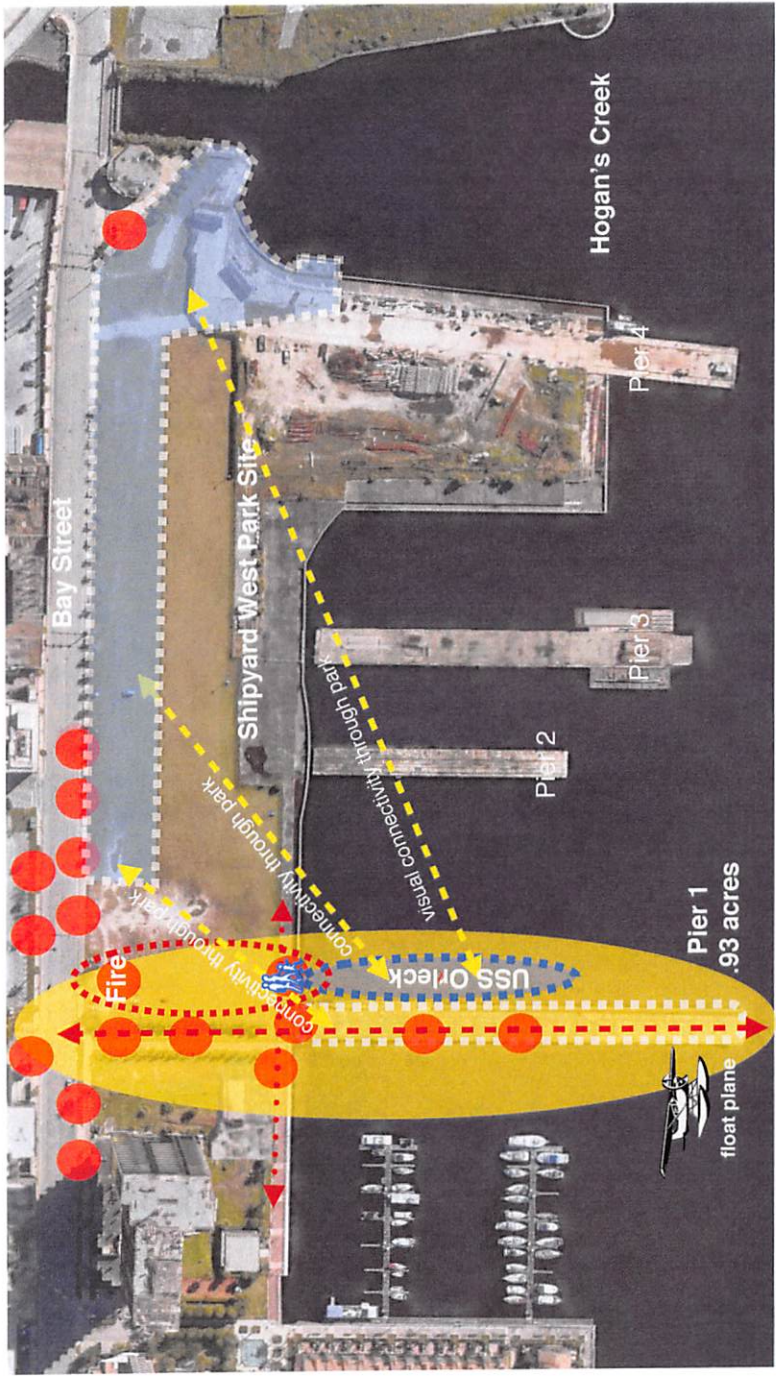 Bay Street
Hogan's Creek
Shipyard West Park Site
Pier 4
Pier 3
Pier 2
Pier 1
.93 acres
Fire
USS Orleck
connectivity through park
connectivity through park
visual connectivity through park
float plane